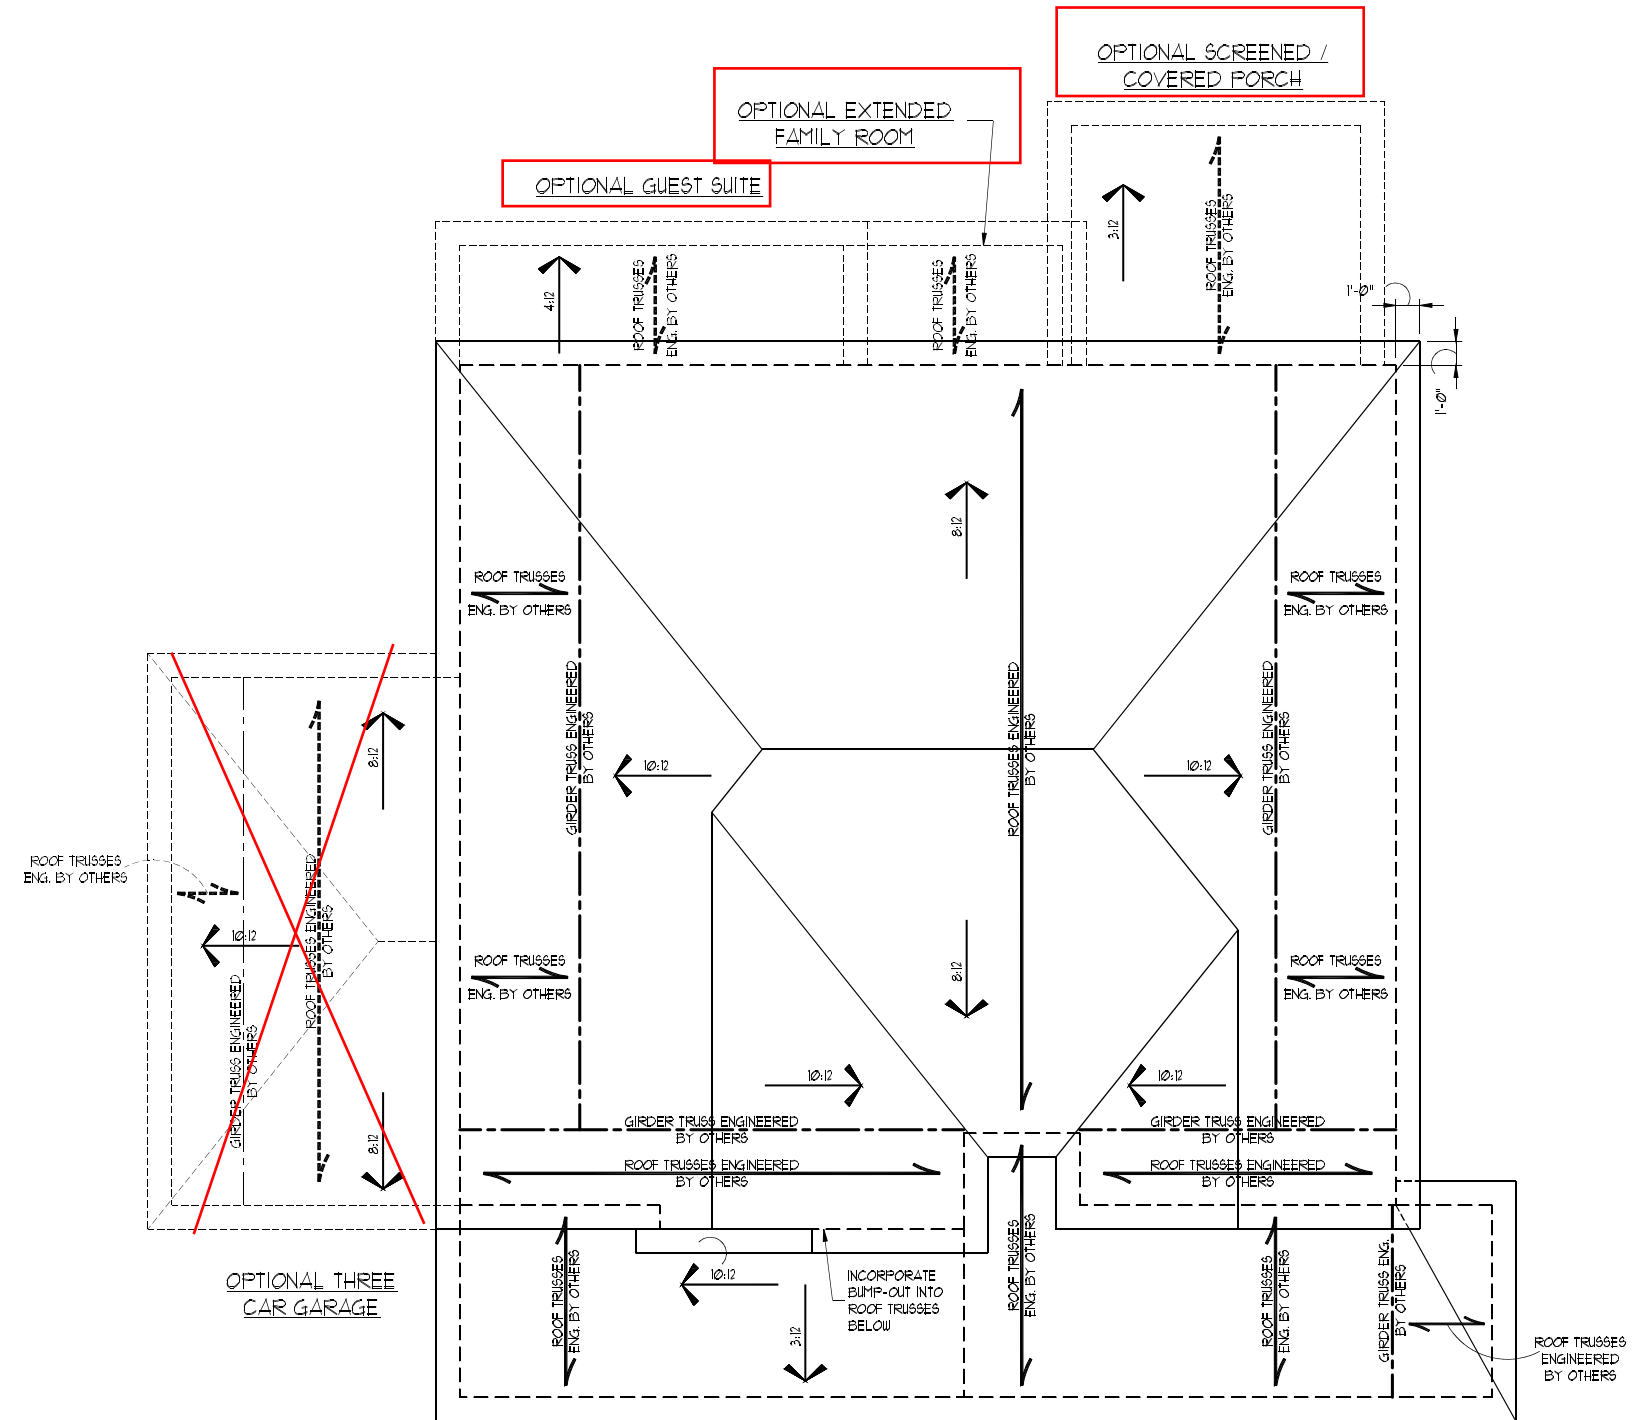 OPTIONAL SCREENED /
COVERED PORCH
OPTIONAL EXTENDED
FAMILY ROOM
OPTIONAL GUEST SUITE
4:12
ROOF TRUSSES
ENG. BY OTHERS
ROOF TRUSSES
ENG. BY OTHERS
3:12
ROOF TRUSSES
ENG. BY OTHERS
1'-0"
1'-0"
8:12
ROOF TRUSSES
ENG. BY OTHERS
ROOF TRUSSES
ENG. BY OTHERS
GIRDER TRUSS ENGINEERED
BY OTHERS
ROOF TRUSSES ENGINEERED
BY OTHERS
GIRDER TRUSS ENGINEERED
BY OTHERS
8:12
10:12
10:12
ROOF TRUSSES
ENG. BY OTHERS
10:12
ROOF TRUSSES ENGINEERED
BY OTHERS
GIRDER TRUSS ENGINEERED
BY OTHERS
8:12
ROOF TRUSSES
ENG. BY OTHERS
8:12
ROOF TRUSSES
ENG. BY OTHERS
10:12
10:12
GIRDER TRUSS ENGINEERED
BY OTHERS
GIRDER TRUSS ENGINEERED
BY OTHERS
ROOF TRUSSES ENGINEERED
BY OTHERS
ROOF TRUSSES ENGINEERED
BY OTHERS
OPTIONAL THREE
CAR GARAGE
ROOF TRUSSES
ENG. BY OTHERS
10:12
3:12
INCORPORATE
BUMP-OUT INTO
ROOF TRUSSES
BELOW
ROOF TRUSSES
ENG. BY OTHERS
ROOF TRUSSES
ENG. BY OTHERS
GIRDER TRUSS ENG.
BY OTHERS
ROOF TRUSSES
ENGINEERED
BY OTHERS